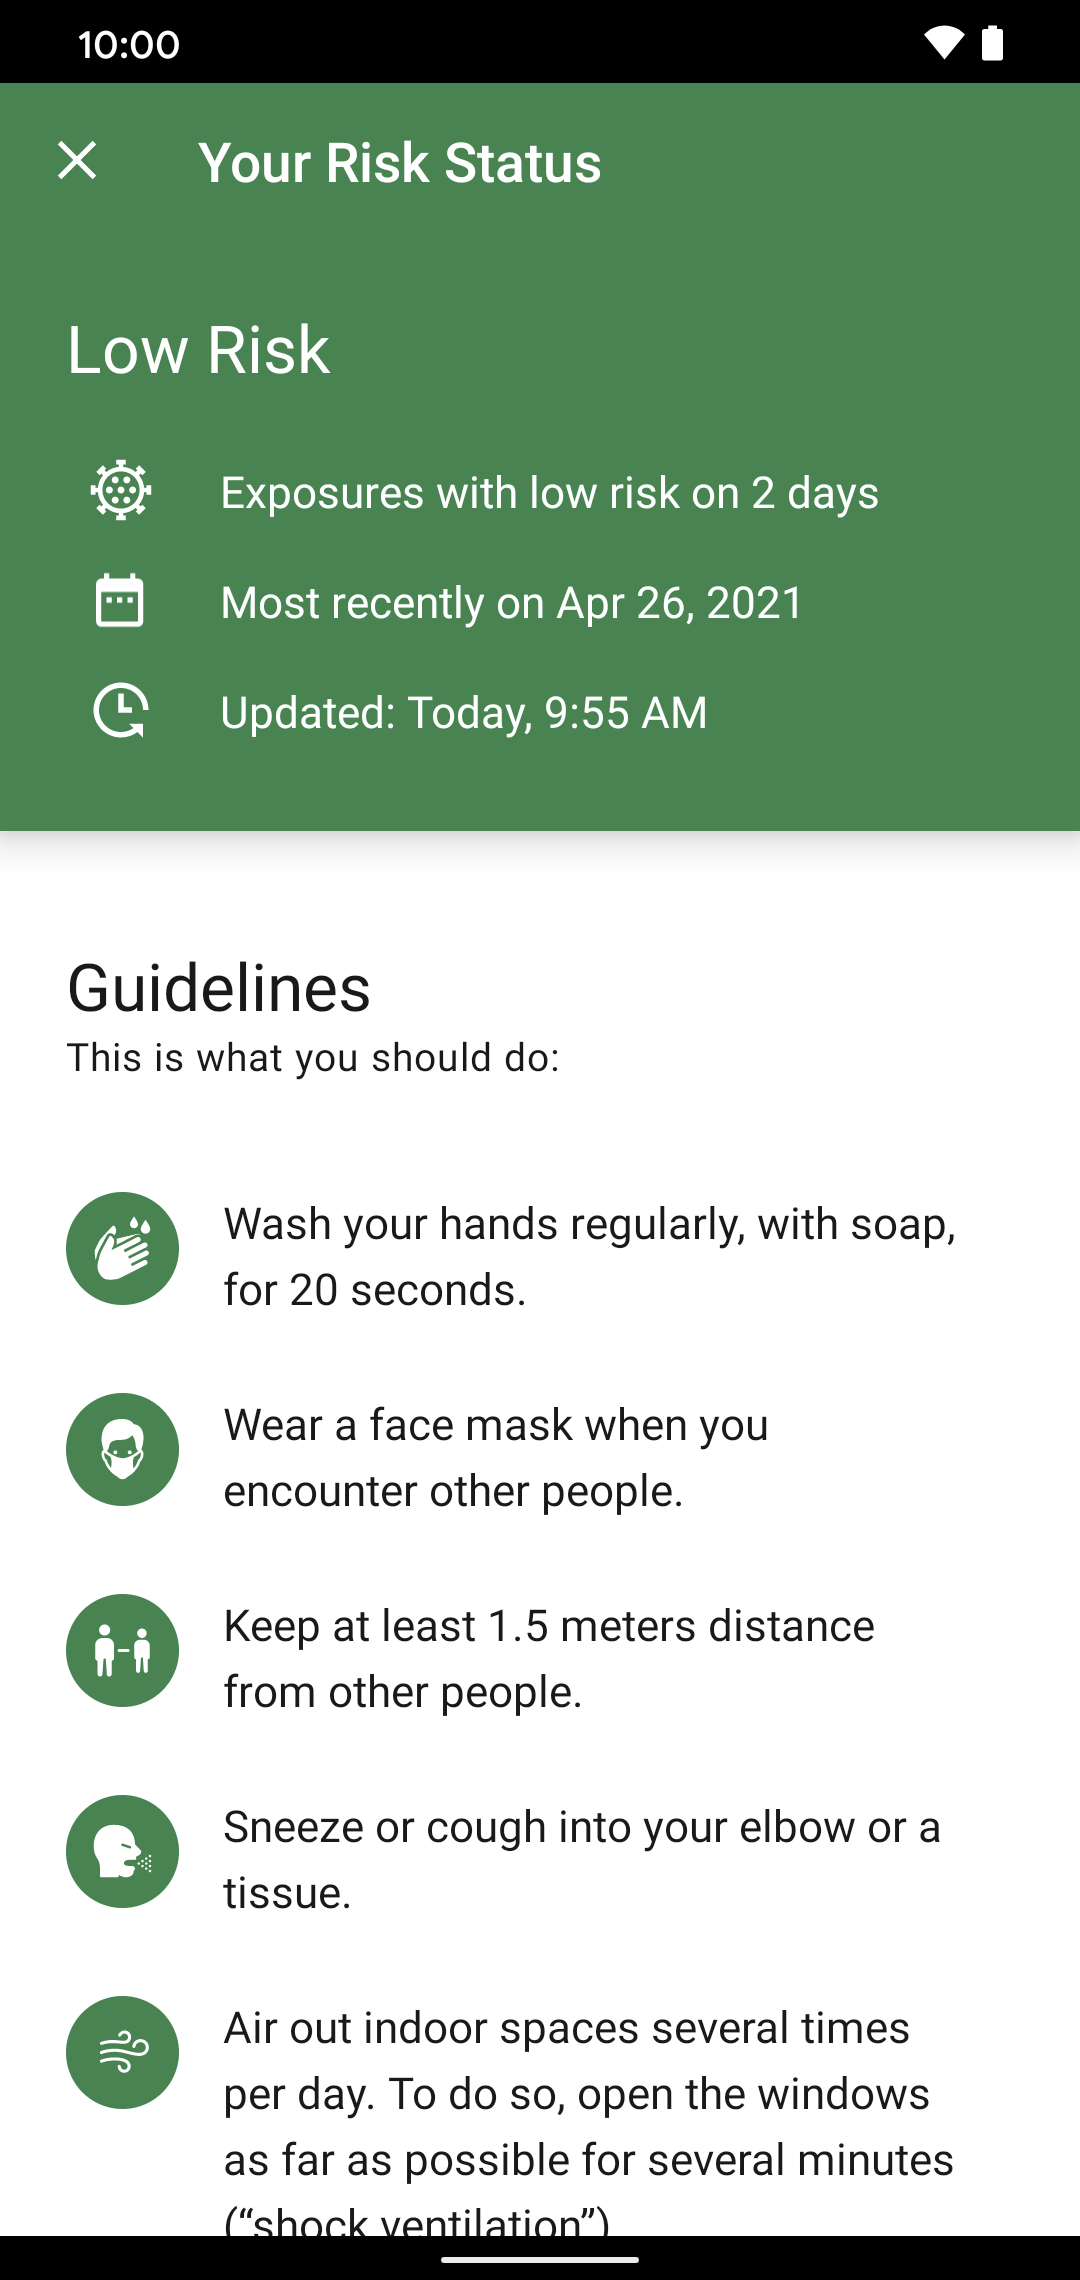 10:00
Your Risk Status
Low Risk
Exposures with low risk on 2 days
Most recently on Apr 26, 2021
Updated: Today, 9:55 AM
Guidelines
This is what you should do:
Wash your hands regularly, with soap,
for 20 seconds.
Wear a face mask when you
encounter other people.
Keep at least 1.5 meters distance
from other people.
Sneeze or cough into your elbow or a
tissue.
Air out indoor spaces several times
per day. To do so, open the windows
as far as possible for several minutes
(“shock ventilation”)